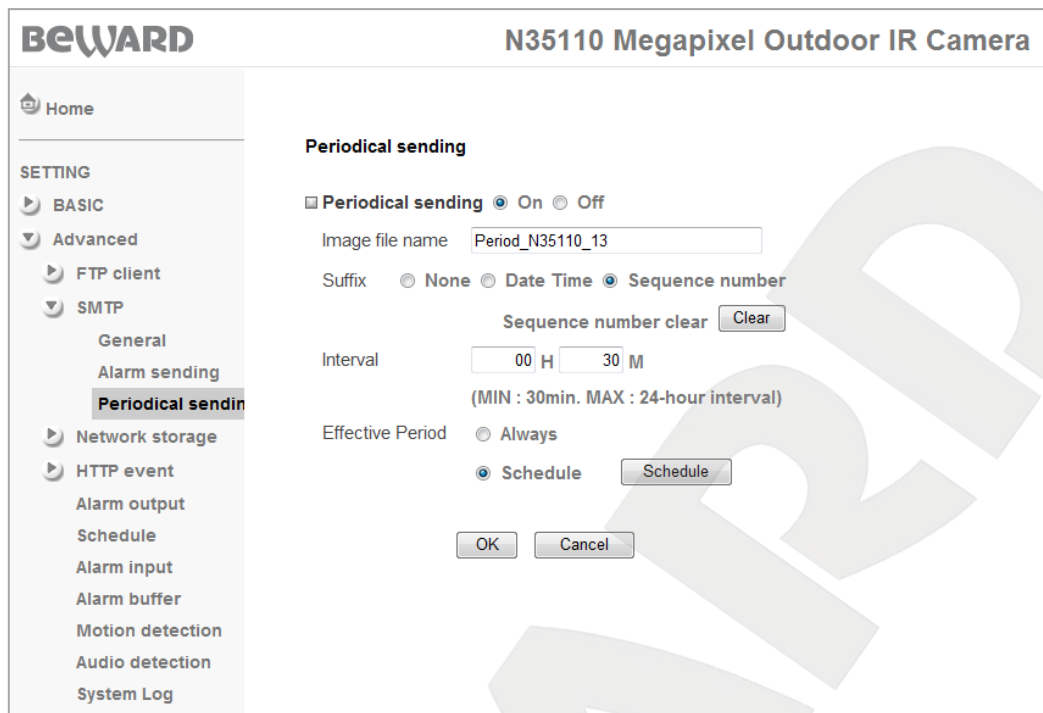 BEWARD
N35110 Megapixel Outdoor IR Camera
Home
SETTING
BASIC
Advanced
FTP client
SMTP
General
Alarm sending
Periodical sendin
Network storage
HTTP event
Alarm output
Schedule
Alarm input
Alarm buffer
Motion detection
Audio detection
System Log
Periodical sending
Periodical sending On Off
Image file name Period_N35110_13
Suffix None Date Time Sequence number
Sequence number clear Clear
Interval 00 H 30 M
(MIN : 30min. MAX : 24-hour interval)
Effective Period Always
Schedule Schedule
OK Cancel
ARD